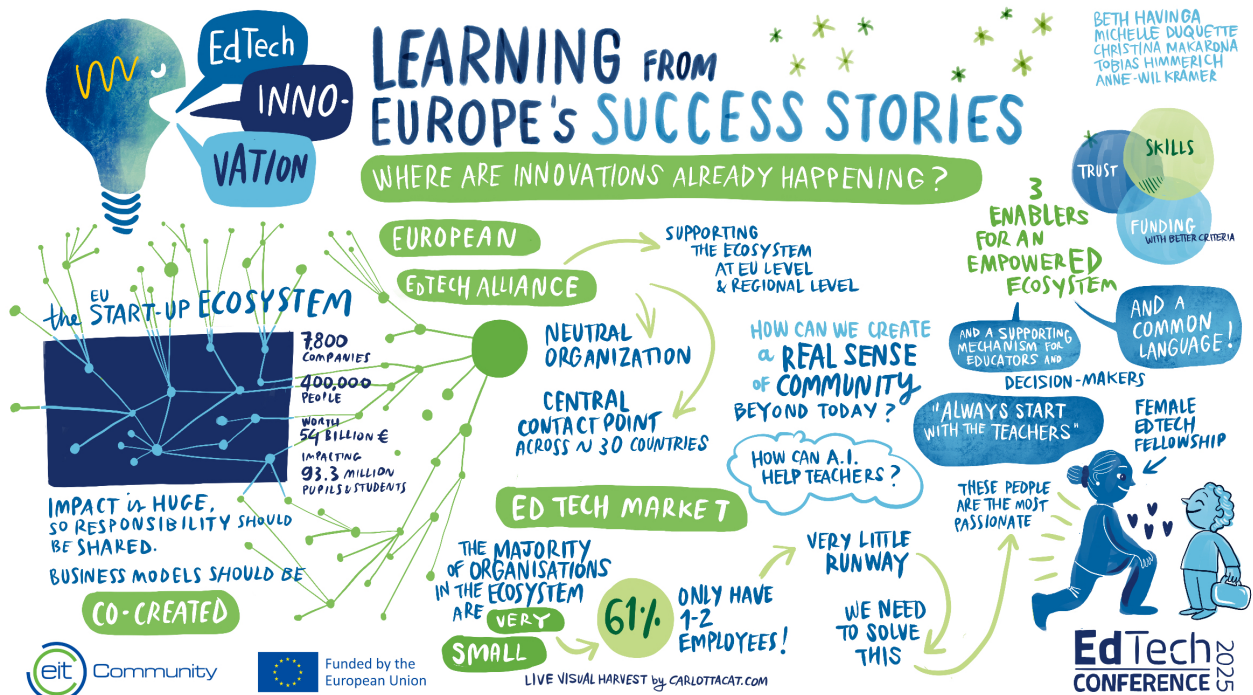 EdTech
INNO-
VATION
LEARNING FROM
EUROPE'S SUCCESS STORIES
WHERE ARE INNOVATIONS ALREADY HAPPENING?
BETH HAVINGA
MICHELLE DUQUETTE
CHRISTINA MAKARONA
TOBIAS HIMMERICH
ANNE-WIL KRAMER
TRUST
SKILLS
FUNDING
WITH BETTER CRITERIA
3
ENABLERS
FOR AN
EMPOWERED
ECOSYSTEM
AND A SUPPORTING
MECHANISM FOR
EDUCATORS AND
DECISION-MAKERS
AND A
COMMON
LANGUAGE!
EUROPEAN
EDTECH ALLIANCE
SUPPORTING
THE ECOSYSTEM
AT EU LEVEL
& REGIONAL LEVEL
NEUTRAL
ORGANIZATION
CENTRAL
CONTACT POINT
ACROSS ~ 30 COUNTRIES
the EU START-UP ECOSYSTEM
7,800
COMPANIES
400,000
PEOPLE
WORTH
54 BILLION €
IMPACTING
93.3 MILLION
PUPILS & STUDENTS
IMPACT is HUGE,
SO RESPONSIBILITY SHOULD
BE SHARED.
BUSINESS MODELS SHOULD BE
CO-CREATED
HOW CAN WE CREATE
a REAL SENSE
OF COMMUNITY
BEYOND TODAY?
HOW CAN A.I.
HELP TEACHERS?
"ALWAYS START
WITH THE TEACHERS"
FEMALE
EDTECH
FELLOWSHIP
THESE PEOPLE
ARE THE MOST
PASSIONATE
ED TECH MARKET
THE MAJORITY
OF ORGANISATIONS
IN THE ECOSYSTEM
ARE VERY
SMALL
61%
ONLY HAVE
1-2
EMPLOYEES!
VERY LITTLE
RUNWAY
WE NEED
TO SOLVE
THIS
eit Community
Funded by the
European Union
LIVE VISUAL HARVEST by CARLOTTACAT.COM
EdTech
CONFERENCE
2025